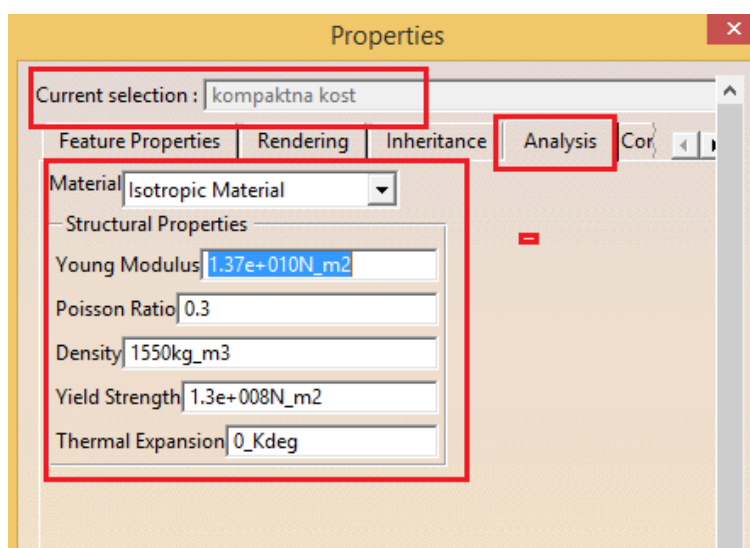 Properties
Current selection : kompaktna kost
Feature Properties Rendering Inheritance Analysis Cor
Material Isotropic Material
Structural Properties
Young Modulus 1.37e+010N_m2
Poisson Ratio 0.3
Density 1550kg_m3
Yield Strength 1.3e+008N_m2
Thermal Expansion 0_Kdeg